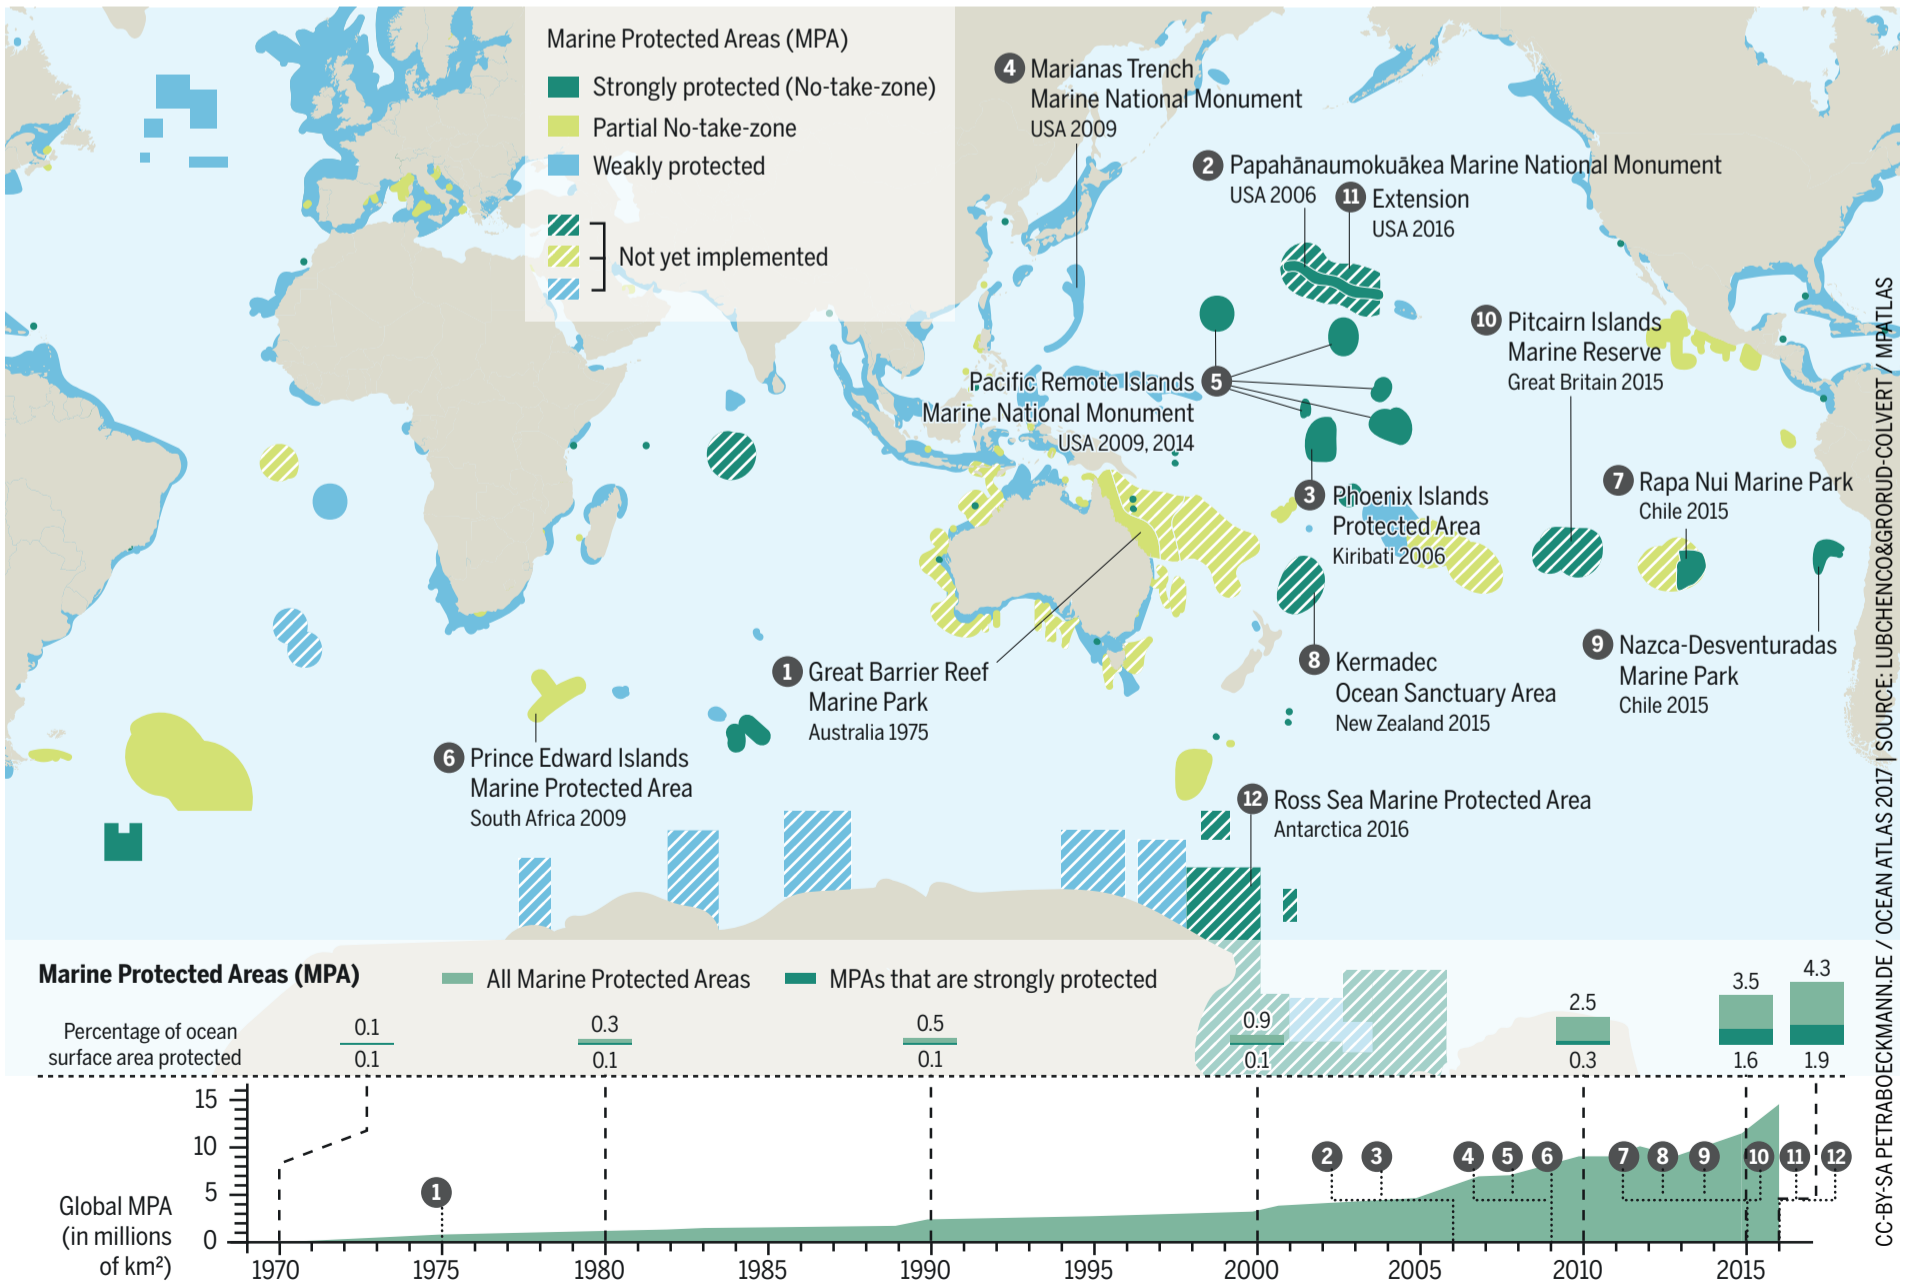 Marine Protected Areas (MPA)
Strongly protected (No-take-zone)
Partial No-take-zone
Weakly protected
Not yet implemented
4 Marianas Trench
Marine National Monument
USA 2009
2 Papahānaumokuākea Marine National Monument
USA 2006
11 Extension
USA 2016
10 Pitcairn Islands
Marine Reserve
Great Britain 2015
Pacific Remote Islands 5
Marine National Monument
USA 2009, 2014
3 Phoenix Islands
Protected Area
Kiribati 2006
7 Rapa Nui Marine Park
Chile 2015
1 Great Barrier Reef
Marine Park
Australia 1975
8 Kermadec
Ocean Sanctuary Area
New Zealand 2015
9 Nazca-Desventuradas
Marine Park
Chile 2015
6 Prince Edward Islands
Marine Protected Area
South Africa 2009
12 Ross Sea Marine Protected Area
Antarctica 2016
Marine Protected Areas (MPA)
All Marine Protected Areas
MPAs that are strongly protected
Percentage of ocean
surface area protected
0.1 0.3 0.5 0.9 2.5 3.5 4.3
0.1 0.1 0.1 0.1 0.3 1.6 1.9
15
10
5
0
Global MPA
(in millions
of km²)
1 2 3 4 5 6 7 8 9 10 11 12
1970 1975 1980 1985 1990 1995 2000 2005 2010 2015
CC-BY-SA PETRABOECKMANN.DE / OCEAN ATLAS 2017 | SOURCE: LUBCHENCO&GRORUD-COLVERT / MPATLAS